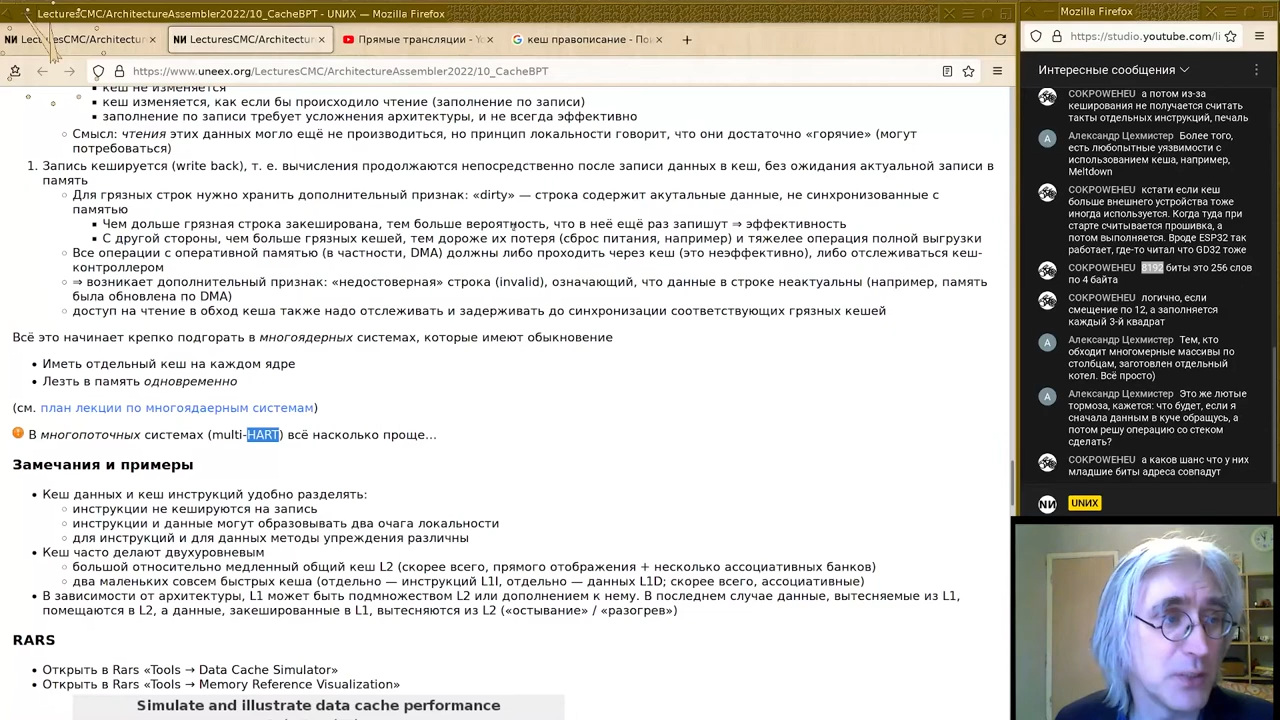 LecturesCMC/ArchitectureAssembler2022/10_CacheBPT - UNИX — Mozilla Firefox
LecturesCMC/Architectur
LecturesCMC/Architectur
Прямые трансляции - Yo
кеш правописание - Пои
https://www.uneex.org/LecturesCMC/ArchitectureAssembler2022/10_CacheBPT
кеш не изменяется
кеш изменяется, как если бы происходило чтение (заполнение по записи)
заполнение по записи требует усложнения архитектуры, и не всегда эффективно
Смысл: чтения этих данных могло ещё не производиться, но принцип локальности говорит, что они достаточно «горячие» (могут
потребоваться)
1. Запись кешируется (write back), т. е. вычисления продолжаются непосредственно после записи данных в кеш, без ожидания актуальной записи в
память
Для грязных строк нужно хранить дополнительный признак: «dirty» — строка содержит акутальные данные, не синхронизованные с
памятью
Чем дольше грязная строка закеширована, тем больше вероятность, что в неё ещё раз запишут ⇒ эффективность
С другой стороны, чем больше грязных кешей, тем дороже их потеря (сброс питания, например) и тяжелее операция полной выгрузки
Все операции с оперативной памятью (в частности, DMA) должны либо проходить через кеш (это неэффективно), либо отслеживаться кеш-
контроллером
⇒ возникает дополнительный признак: «недостоверная» строка (invalid), означающий, что данные в строке неактуальны (например, память
была обновлена по DMA)
доступ на чтение в обход кеша также надо отслеживать и задерживать до синхронизации соответствующих грязных кешей
Всё это начинает крепко подгорать в многоядерных системах, которые имеют обыкновение
Иметь отдельный кеш на каждом ядре
Лезть в память одновременно
(см. план лекции по многоядаерным системам)
В многопоточных системах (multi-HART) всё насколько проще…
Замечания и примеры
Кеш данных и кеш инструкций удобно разделять:
инструкции не кешируются на запись
инструкции и данные могут образовывать два очага локальности
для инструкций и для данных методы упреждения различны
Кеш часто делают двухуровневым
большой относительно медленный общий кеш L2 (скорее всего, прямого отображения + несколько ассоциативных банков)
два маленьких совсем быстрых кеша (отдельно — инструкций L1I, отдельно — данных L1D; скорее всего, ассоциативные)
В зависимости от архитектуры, L1 может быть подмножеством L2 или дополнением к нему. В последнем случае данные, вытесняемые из L1,
помещаются в L2, а данные, закешированные в L1, вытесняются из L2 («остывание» / «разогрев»)
RARS
Открыть в Rars «Tools → Data Cache Simulator»
Открыть в Rars «Tools → Memory Reference Visualization»
Simulate and illustrate data cache performance
Mozilla Firefox
https://studio.youtube.com/li
Интересные сообщения
COKPOWEHEU а потом из-за
кеширования не получается считать
такты отдельных инструкций, печаль
А
Александр Цехмистер Более того,
есть любопытные уязвимости с
использованием кеша, например,
Meltdown
COKPOWEHEU кстати если кеш
больше внешнего устройства тоже
иногда используется. Когда туда при
старте считывается прошивка, а
потом выполняется. Вроде ESP32 так
работает, где-то читал что GD32 тоже
COKPOWEHEU 8192 биты это 256 слов
по 4 байта
COKPOWEHEU логично, если
смещение по 12, а заполняется
каждый 3-й квадрат
А
Александр Цехмистер Тем, кто
обходит многомерные массивы по
столбцам, заготовлен отдельный
котел. Всё просто)
А
Александр Цехмистер Это же лютые
тормоза, кажется: что будет, если я
сначала данным в куче обращусь, а
потом решу операцию со стеком
сделать?
COKPOWEHEU а каков шанс что у них
младшие биты адреса совпадут
NИ UNИX